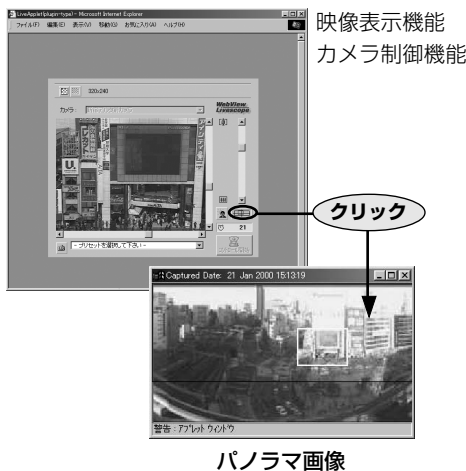 LiveApplet(plugin-type) - Microsoft Internet Explorer
ファイル(F) 編集(E) 表示(V) 移動(G) お気に入り(A) ヘルプ(H)
映像表示機能
カメラ制御機能
320x240
カメラ:
WebView
Livescope
U.
21
- プリセットを選択して下さい -
クリック
Captured Date: 21 Jan 2000 15:13:19
警告 : アプレット ウィンドウ
パノラマ画像